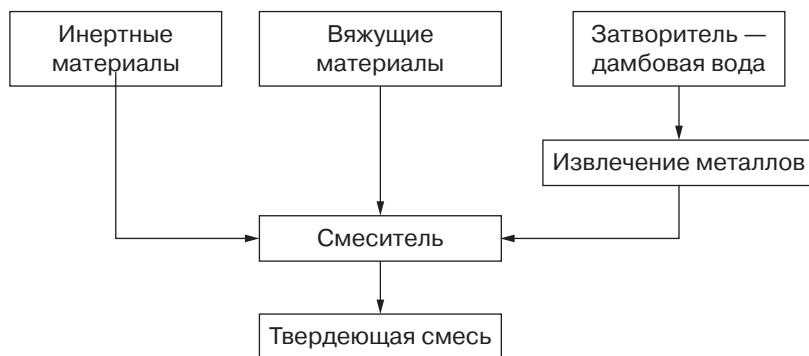 Инертные
материалы
Вяжущие
материалы
Затворитель —
дамбовая вода
Извлечение металлов
Смеситель
Твердеющая смесь